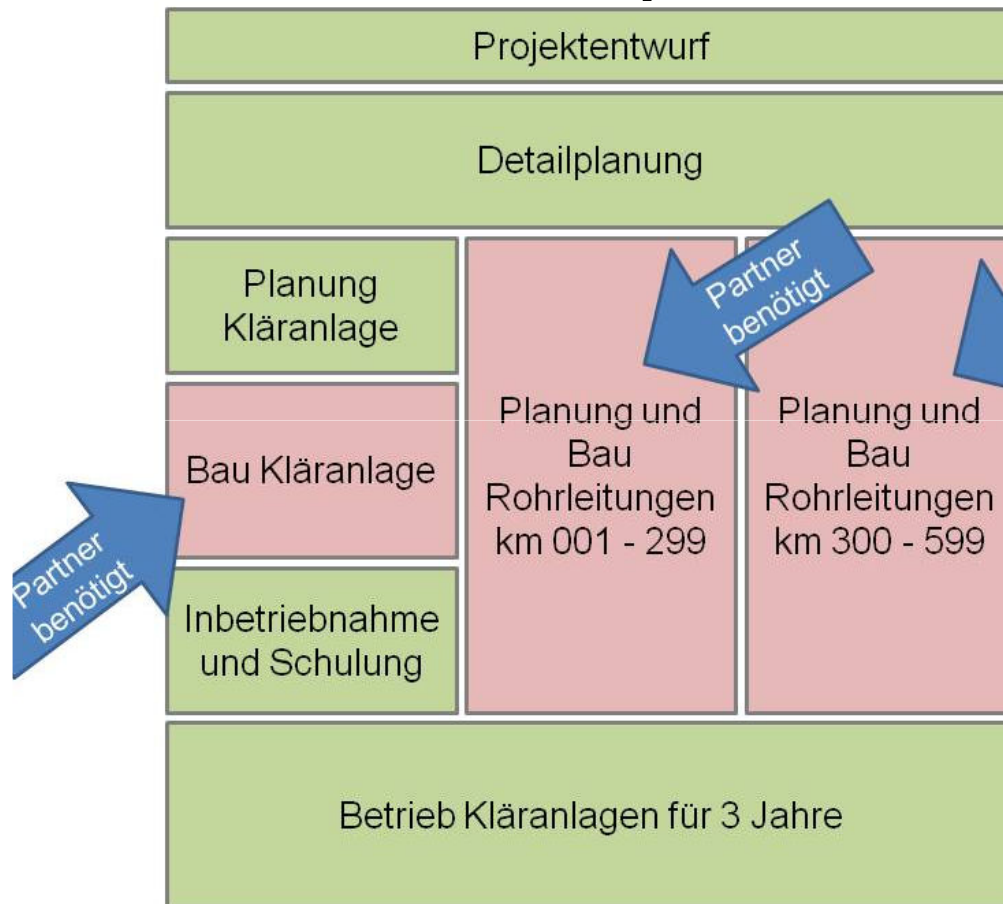 Projektentwurf
Detailplanung
Planung
Kläranlage
Partner
benötigt
Bau Kläranlage
Planung und
Bau
Rohrleitungen
km 001 - 299
Planung und
Bau
Rohrleitungen
km 300 - 599
Partner
benötigt
Inbetriebnahme
und Schulung
Betrieb Kläranlagen für 3 Jahre